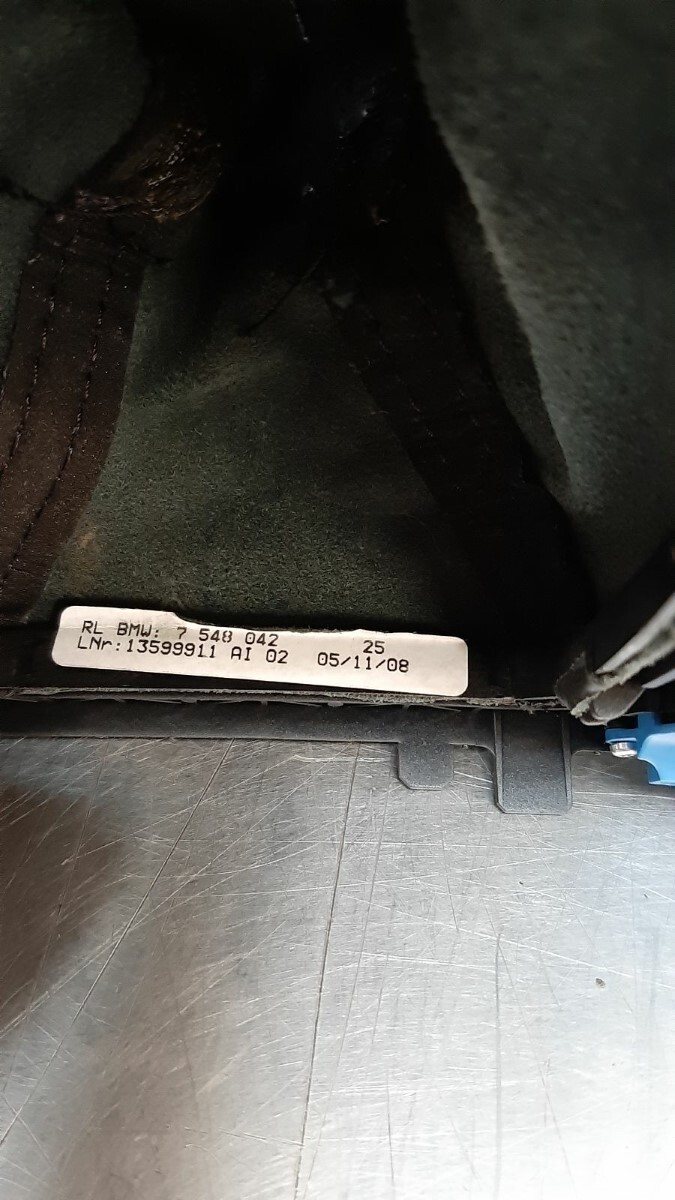 RL BMW: 7 548 042 25
LNr:13599911 AI 02 05/11/08